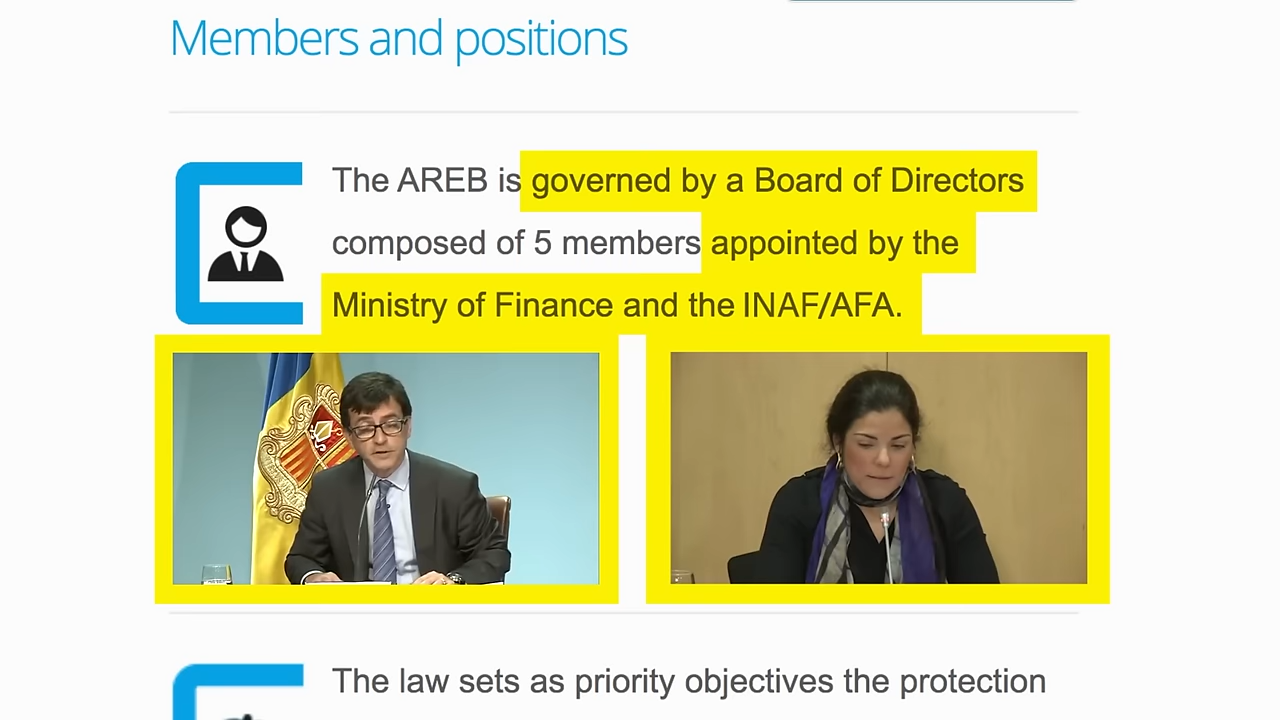 Members and positions
The AREB is governed by a Board of Directors
composed of 5 members appointed by the
Ministry of Finance and the INAF/AFA.
The law sets as priority objectives the protection